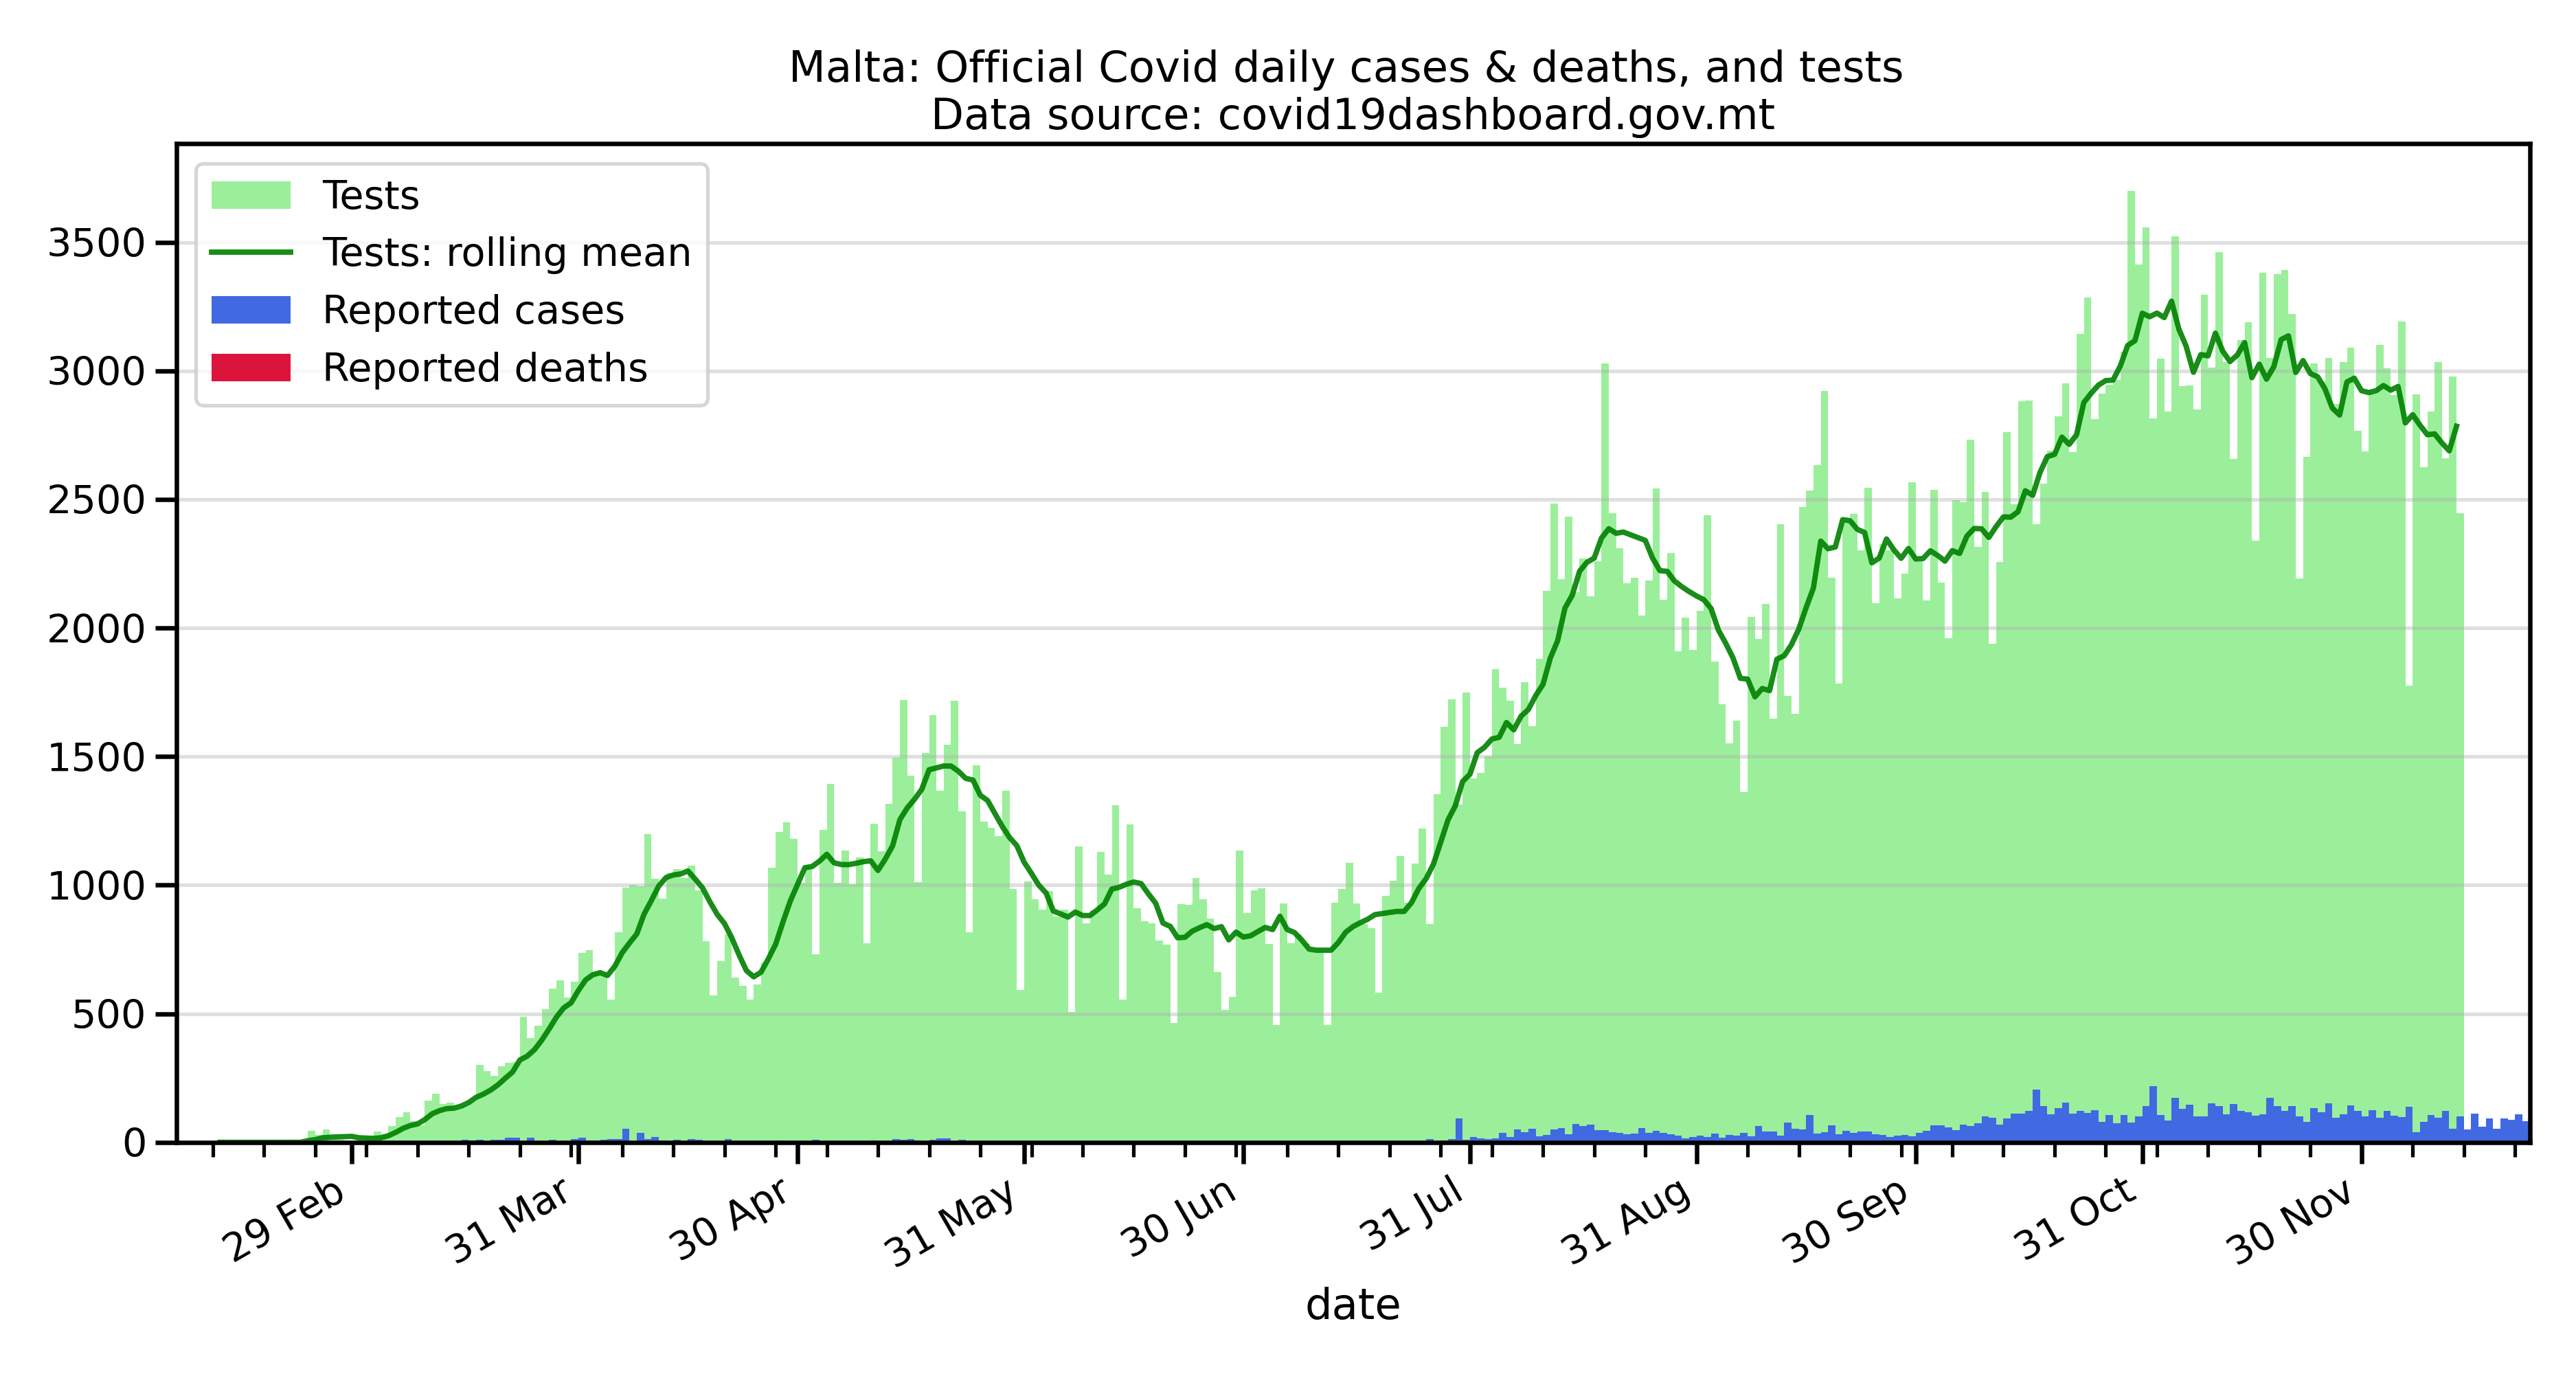 Malta: Official Covid daily cases & deaths, and tests
Data source: covid19dashboard.gov.mt
Tests
Tests: rolling mean
Reported cases
Reported deaths
3500
3000
2500
2000
1500
1000
500
0
29 Feb
31 Mar
30 Apr
31 May
30 Jun
31 Jul
31 Aug
30 Sep
31 Oct
30 Nov
date